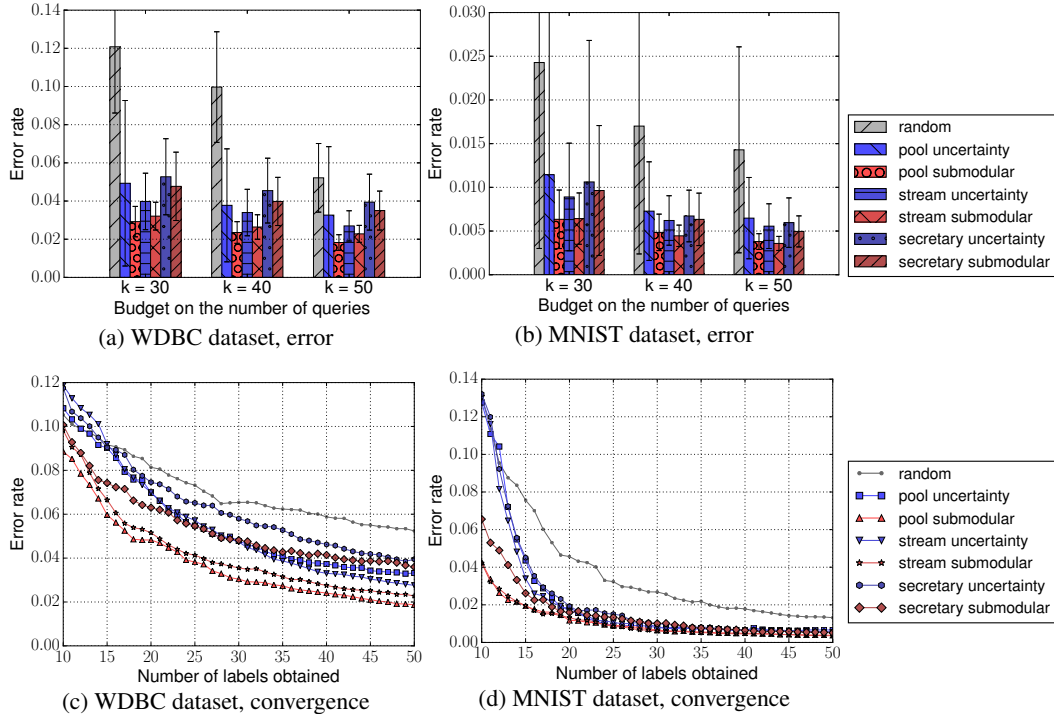 0.14
0.12
0.10
0.08
0.06
0.04
0.02
0.00
Error rate
k = 30
k = 40
k = 50
Budget on the number of queries
(a) WDBC dataset, error
0.030
0.025
0.020
0.015
0.010
0.005
0.000
Error rate
k = 30
k = 40
k = 50
Budget on the number of queries
(b) MNIST dataset, error
random
pool uncertainty
pool submodular
stream uncertainty
stream submodular
secretary uncertainty
secretary submodular
0.12
0.10
0.08
0.06
0.04
0.02
0.00
Error rate
10 15 20 25 30 35 40 45 50
Number of labels obtained
(c) WDBC dataset, convergence
0.14
0.12
0.10
0.08
0.06
0.04
0.02
0.00
Error rate
10 15 20 25 30 35 40 45 50
Number of labels obtained
(d) MNIST dataset, convergence
random
pool uncertainty
pool submodular
stream uncertainty
stream submodular
secretary uncertainty
secretary submodular